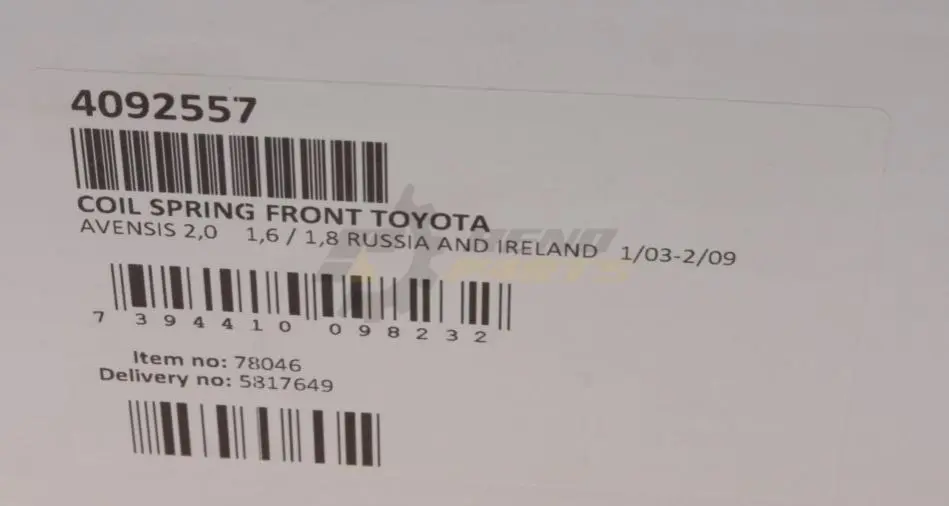 4092557
COIL SPRING FRONT TOYOTA
AVENSIS 2,0 1,6 / 1,8 RUSSIA AND IRELAND 1/03-2/09
7 394410 098232
Item no: 78046
Delivery no: 5817649